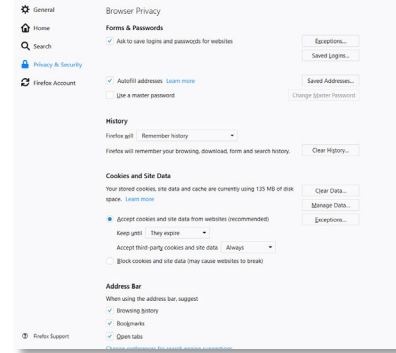 General
Home
Search
Privacy & Security
Firefox Account
Browser Privacy
Forms & Passwords
Ask to save logins and passwords for websites
Exceptions...
Saved Logins...
Autofill addresses Learn more
Saved Addresses...
Use a master password
Change Master Password
History
Firefox will Remember history
Firefox will remember your browsing, download, form and search history.
Clear History...
Cookies and Site Data
Your stored cookies, site data and cache are currently using 135 MB of disk
space. Learn more
Clear Data...
Manage Data...
Accept cookies and site data from websites (recommended)
Exceptions...
Keep until They expire
Accept third-party cookies and site data Always
Block cookies and site data (may cause websites to break)
Address Bar
When using the address bar, suggest
Browsing history
Bookmarks
Open tabs
Change preferences for search engine suggestions
Firefox Support